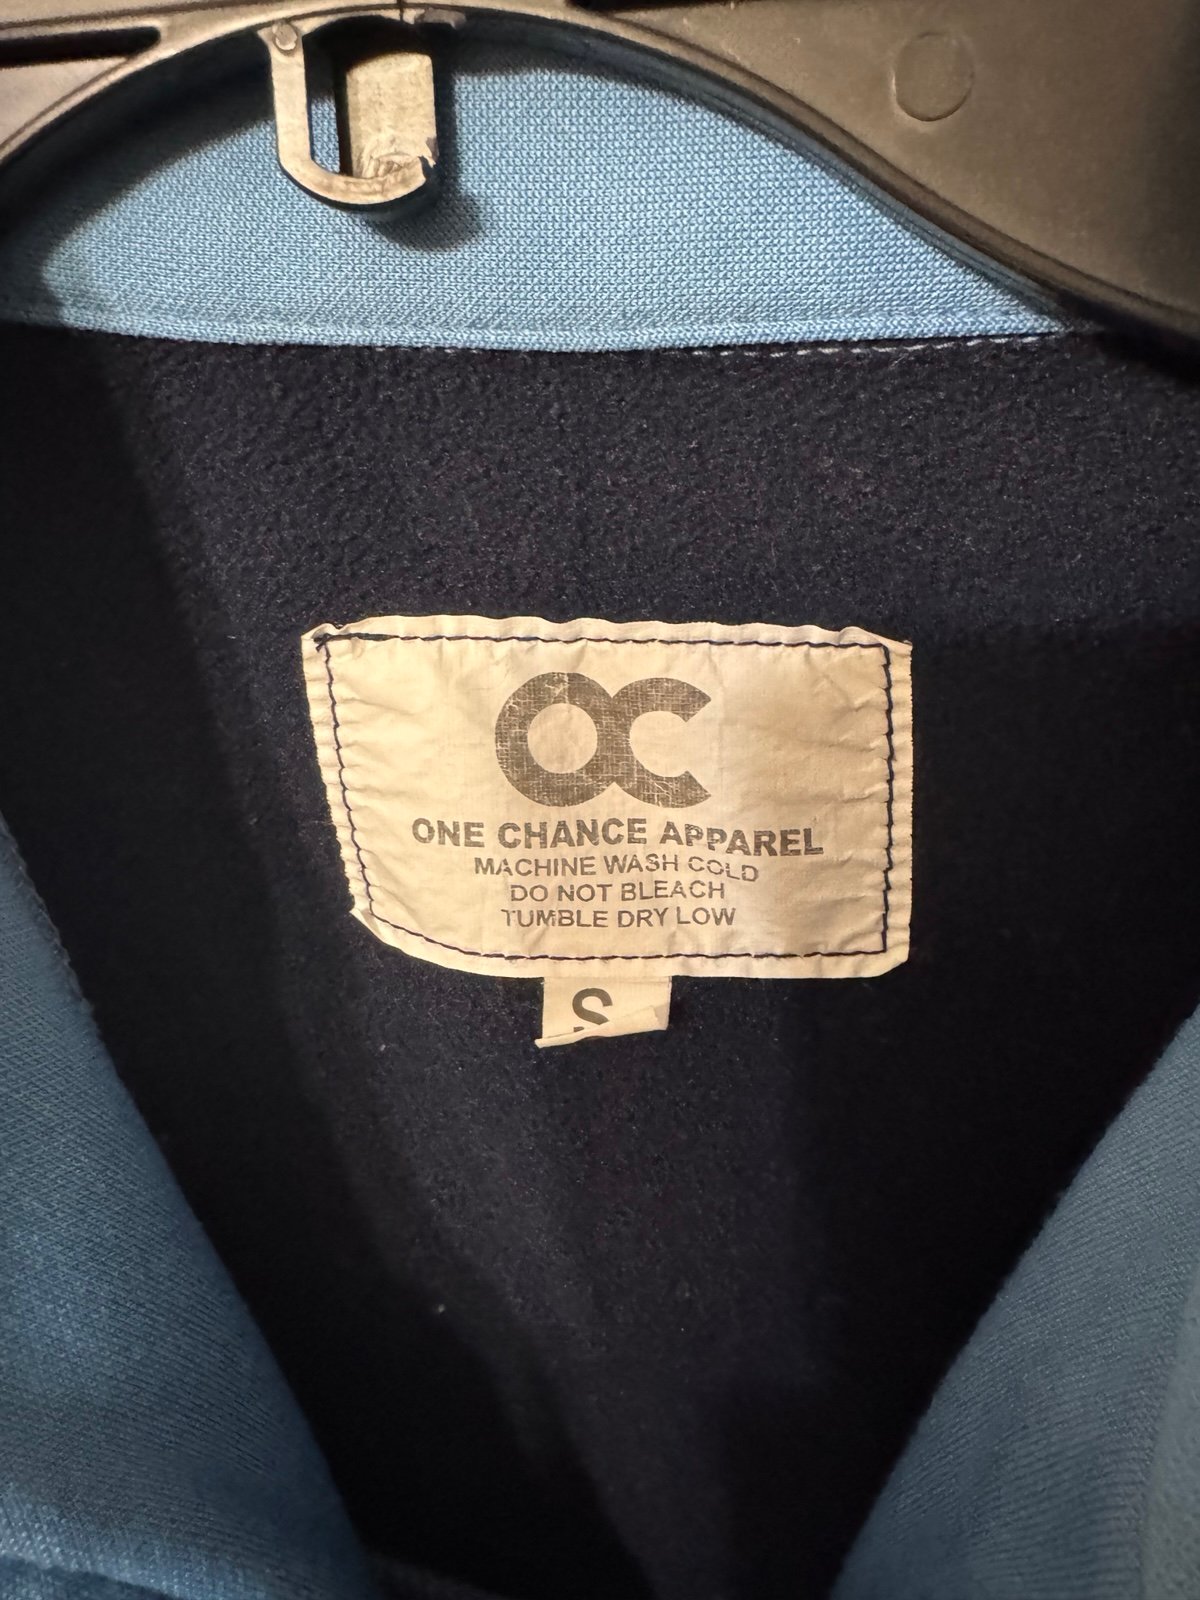 OC
ONE CHANCE APPAREL
MACHINE WASH COLD
DO NOT BLEACH
TUMBLE DRY LOW
S